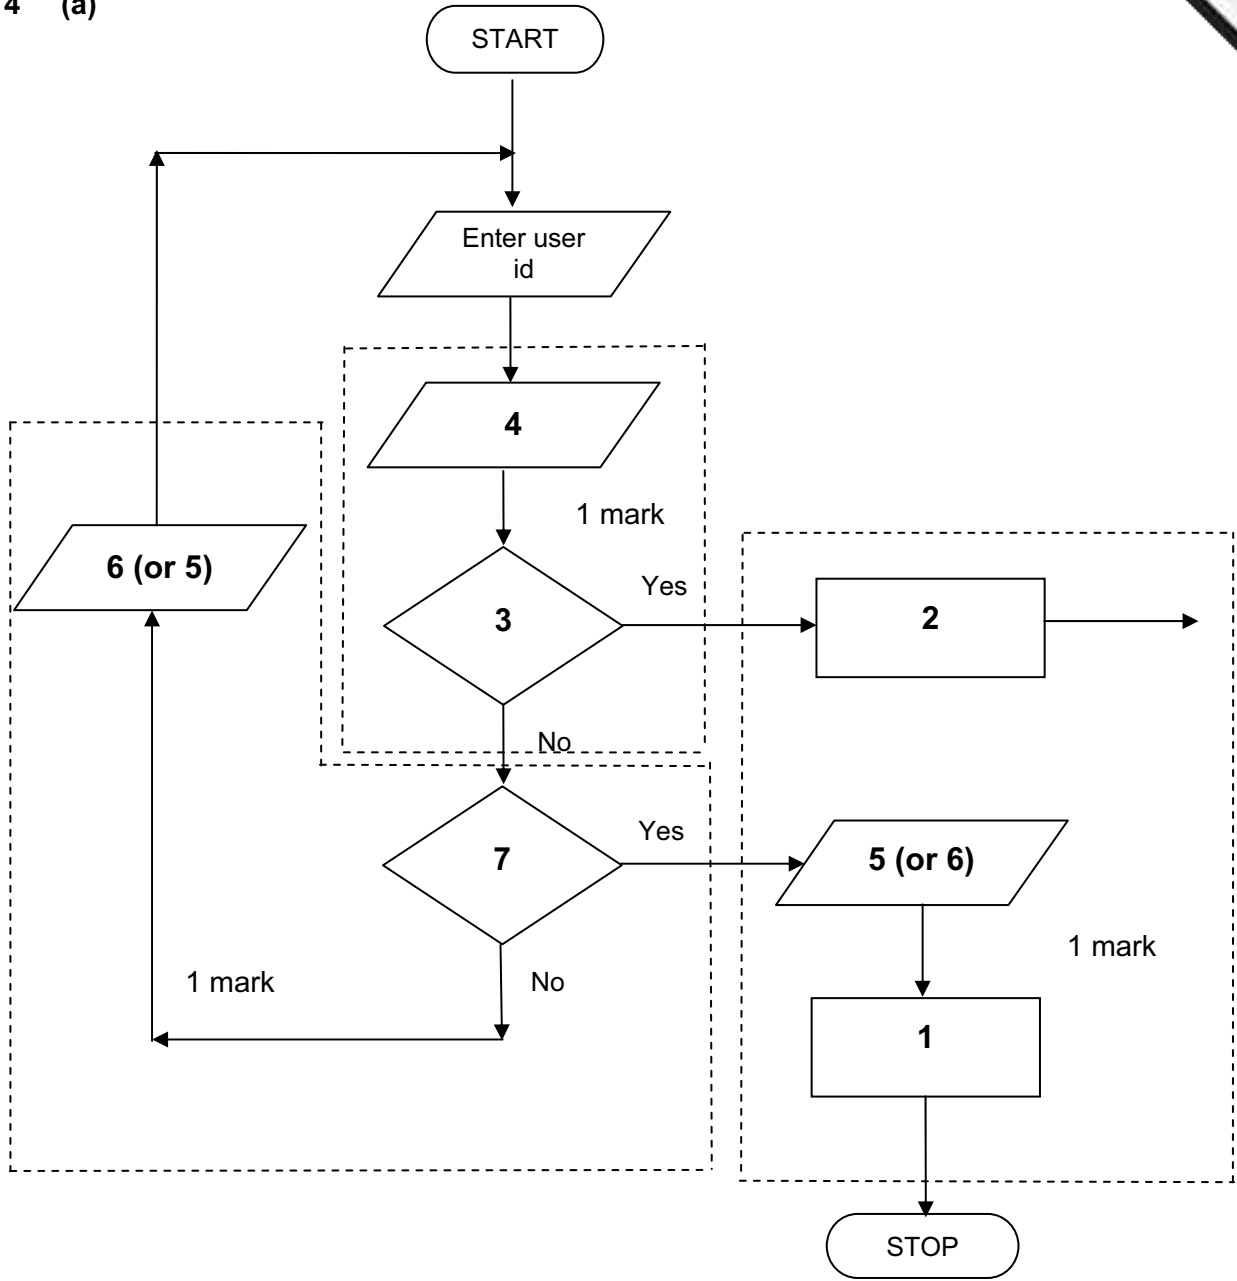 4 (a)
START
Enter user
id
4
1 mark
6 (or 5)
3
Yes
2
No
7
Yes
5 (or 6)
1 mark
1 mark
No
1
STOP